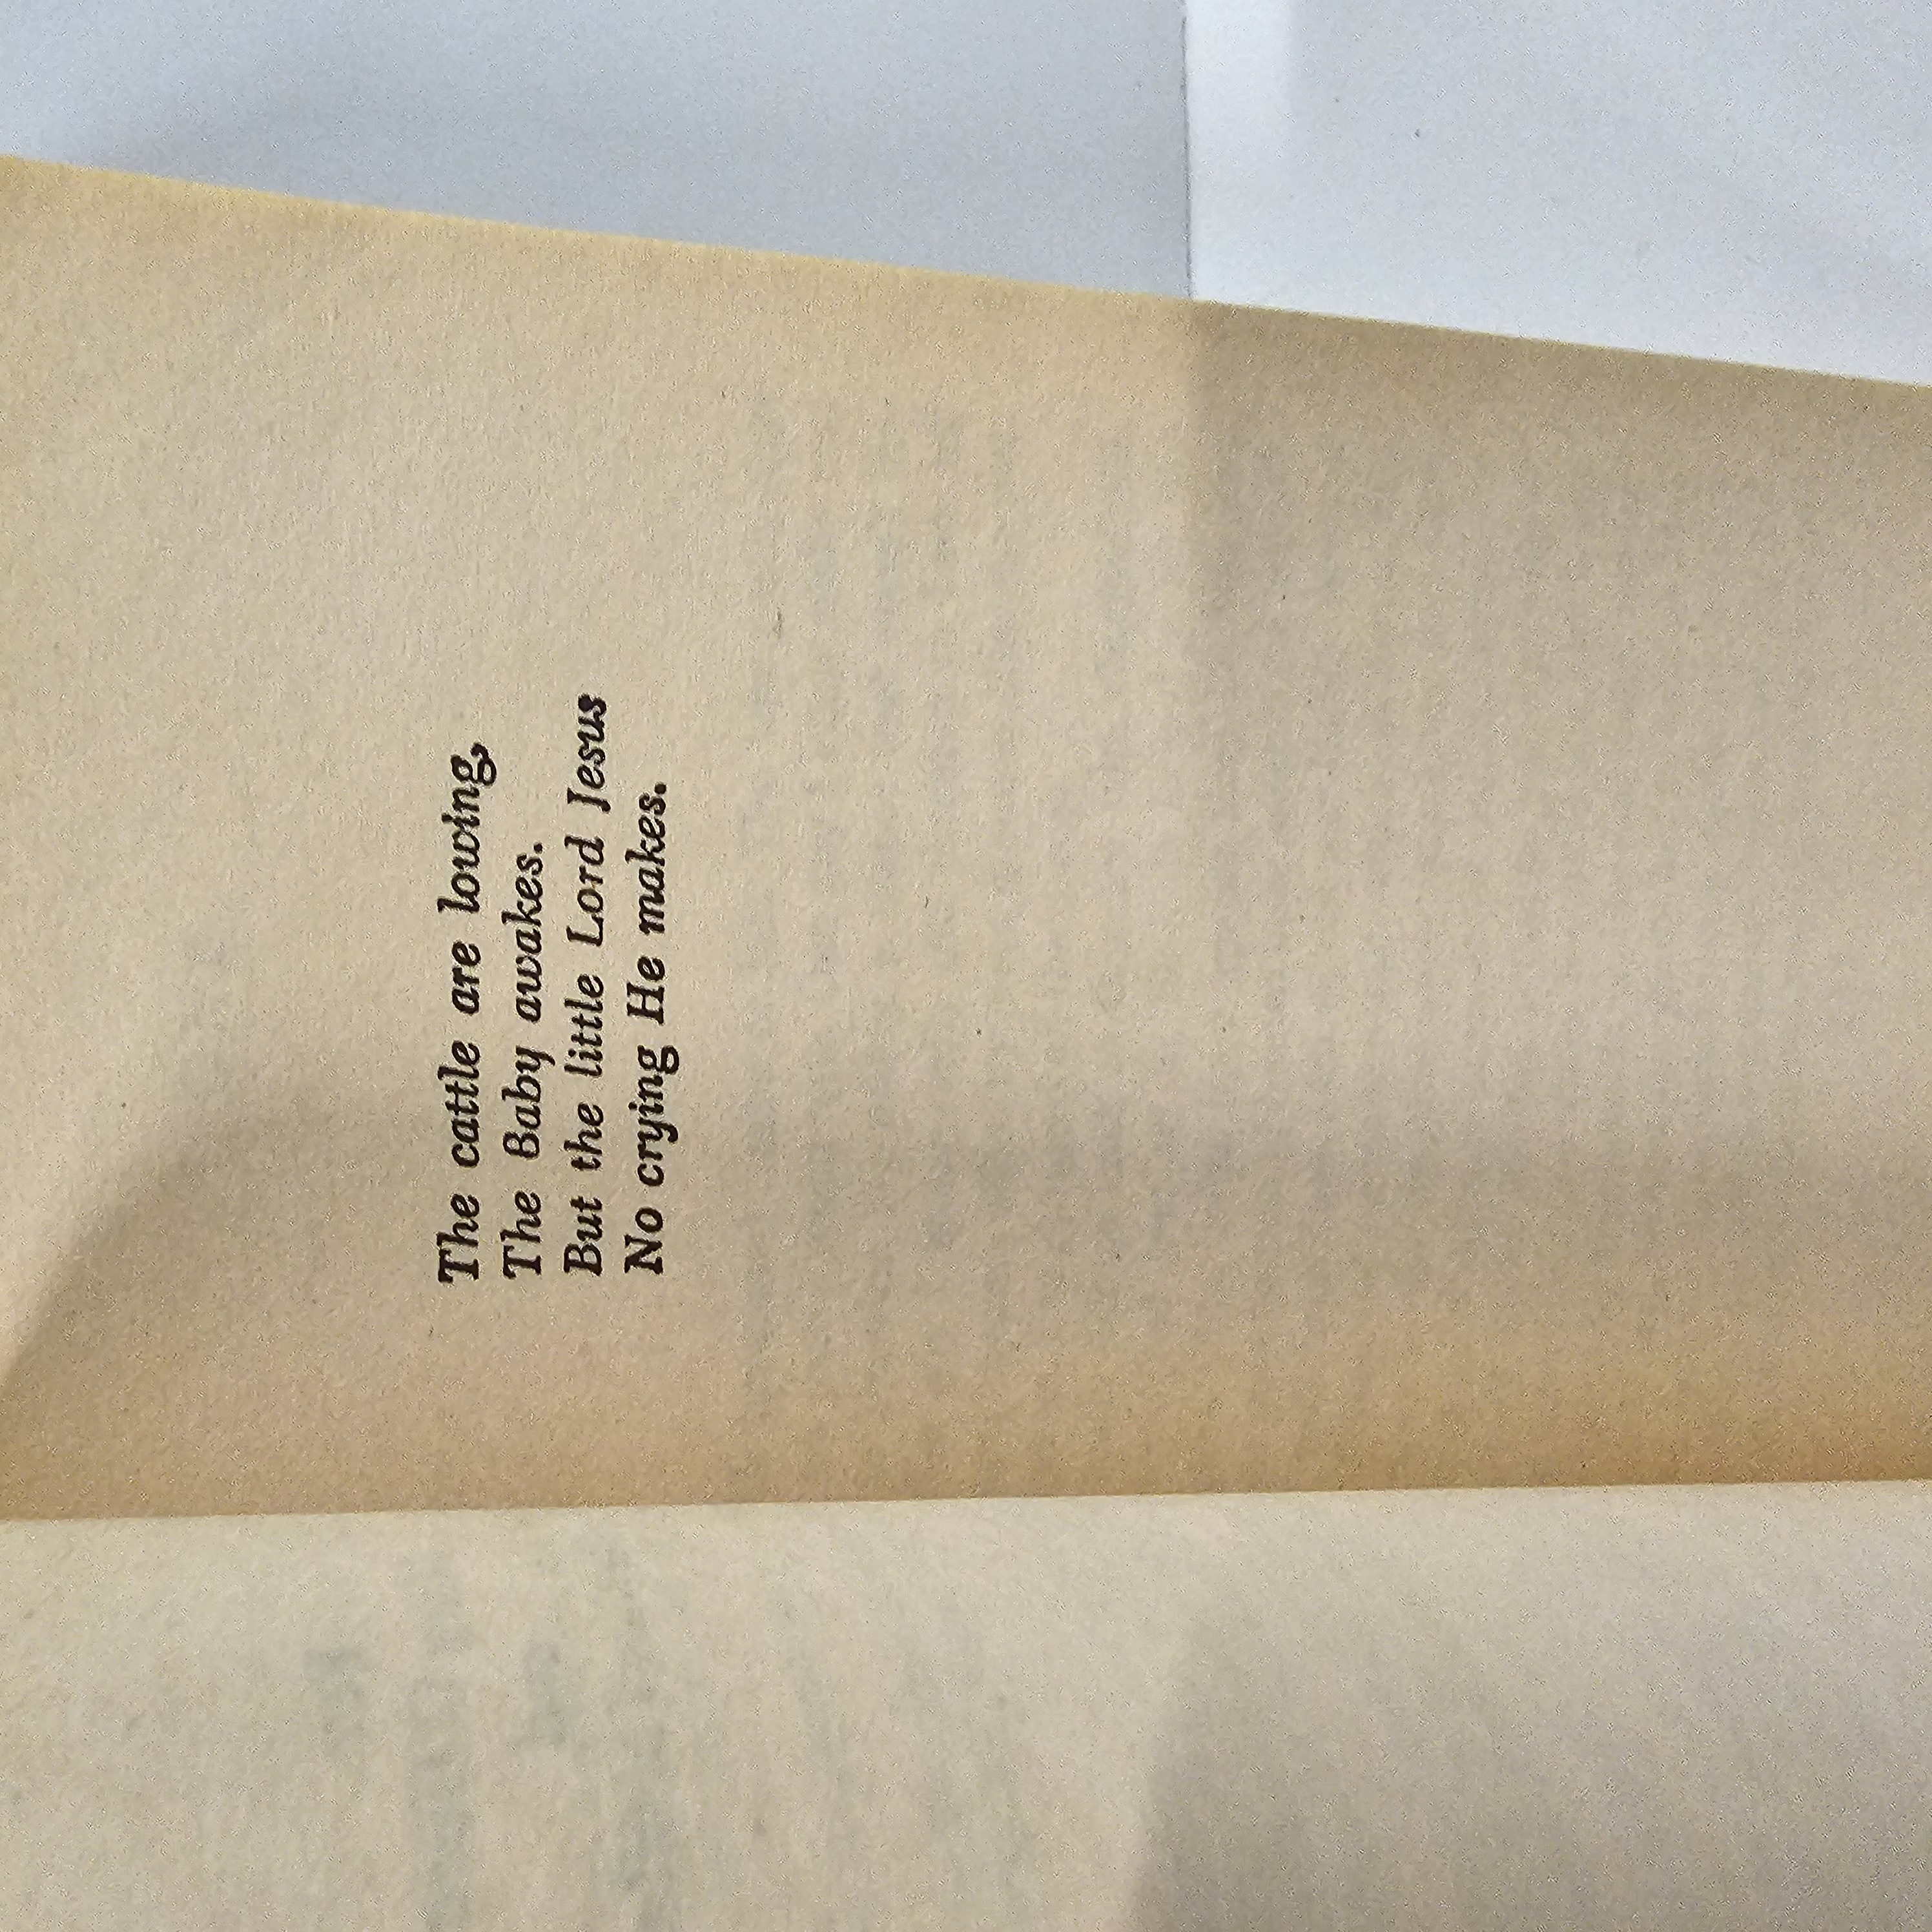 The cattle are lowing,
The Baby awakes.
But the little Lord Jesus
No crying He makes.